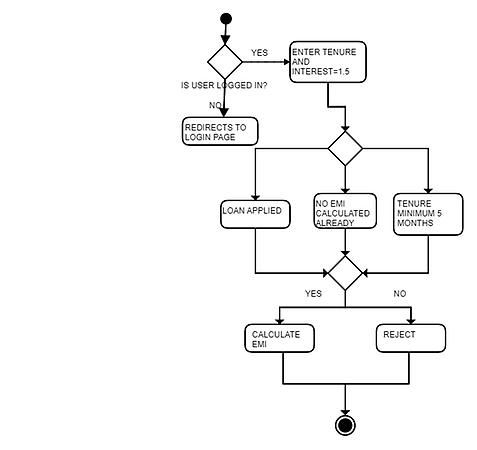 YES
ENTER TENURE
AND
INTEREST=1.5
IS USER LOGGED IN?
NO
REDIRECTS TO
LOGIN PAGE
LOAN APPLIED
NO EMI
CALCULATED
ALREADY
TENURE
MINIMUM 5
MONTHS
YES
NO
CALCULATE
EMI
REJECT